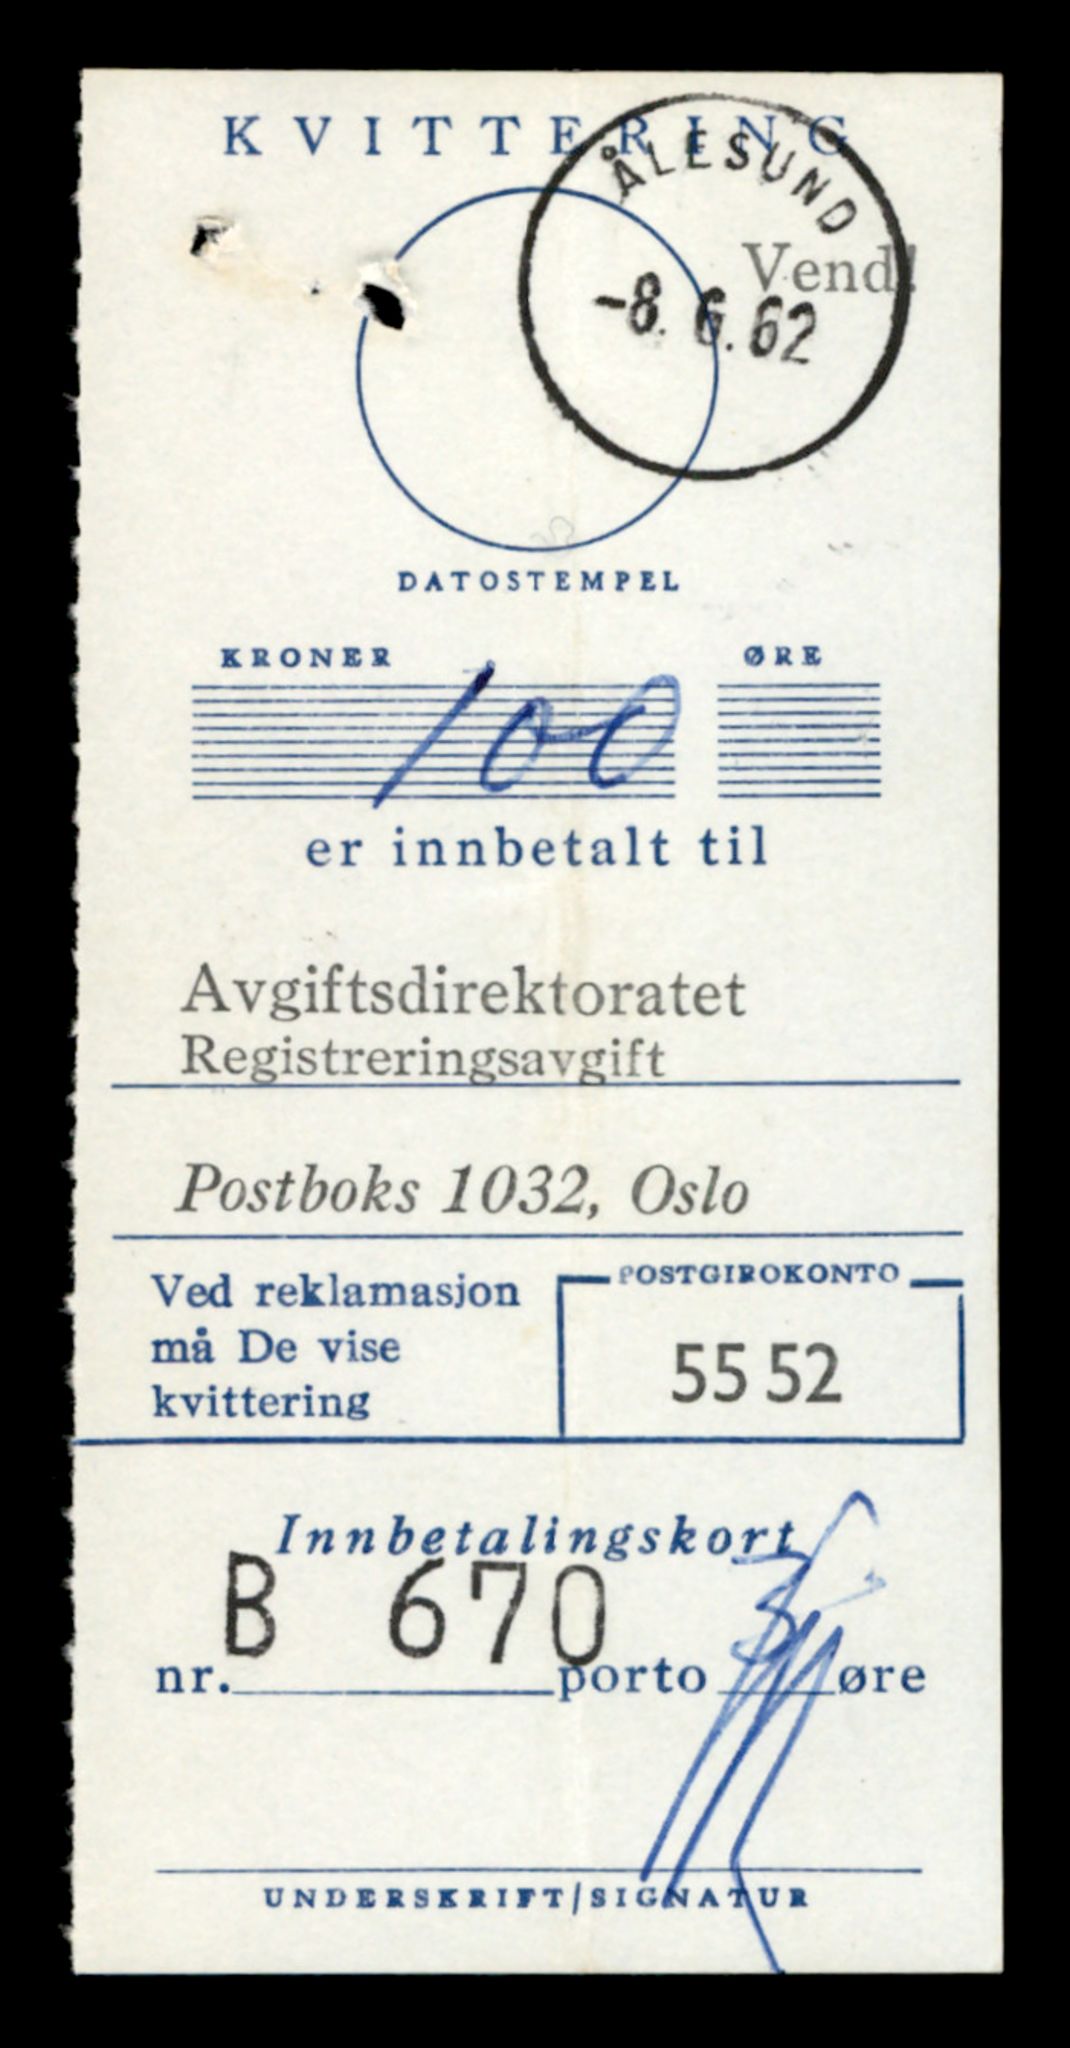 KVITTERING
ÅLESUND
Vend!
-8. 6. 62
DATOSTEMPEL
KRONER ØRE
100
er innbetalt til
Avgiftsdirektoratet
Registreringsavgift
Postboks 1032, Oslo
Ved reklamasjon
må De vise
kvittering
POSTGIROKONTO
55 52
Innbetalingskort
B 670
nr. porto øre
UNDERSKRIFT/SIGNATUR